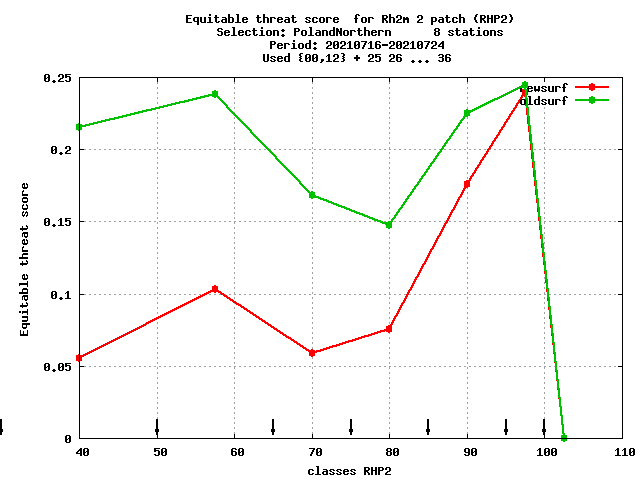 Equitable threat score  for Rh2m 2 patch (RHP2)
Selection: PolandNorthern      8 stations
Period: 20210716-20210724
Used {00,12} + 25 26 ... 36
0.25
newsurf
oldsurf
0.2
0.15
0.1
0.05
0
Equitable threat score
40 50 60 70 80 90 100 110
classes RHP2